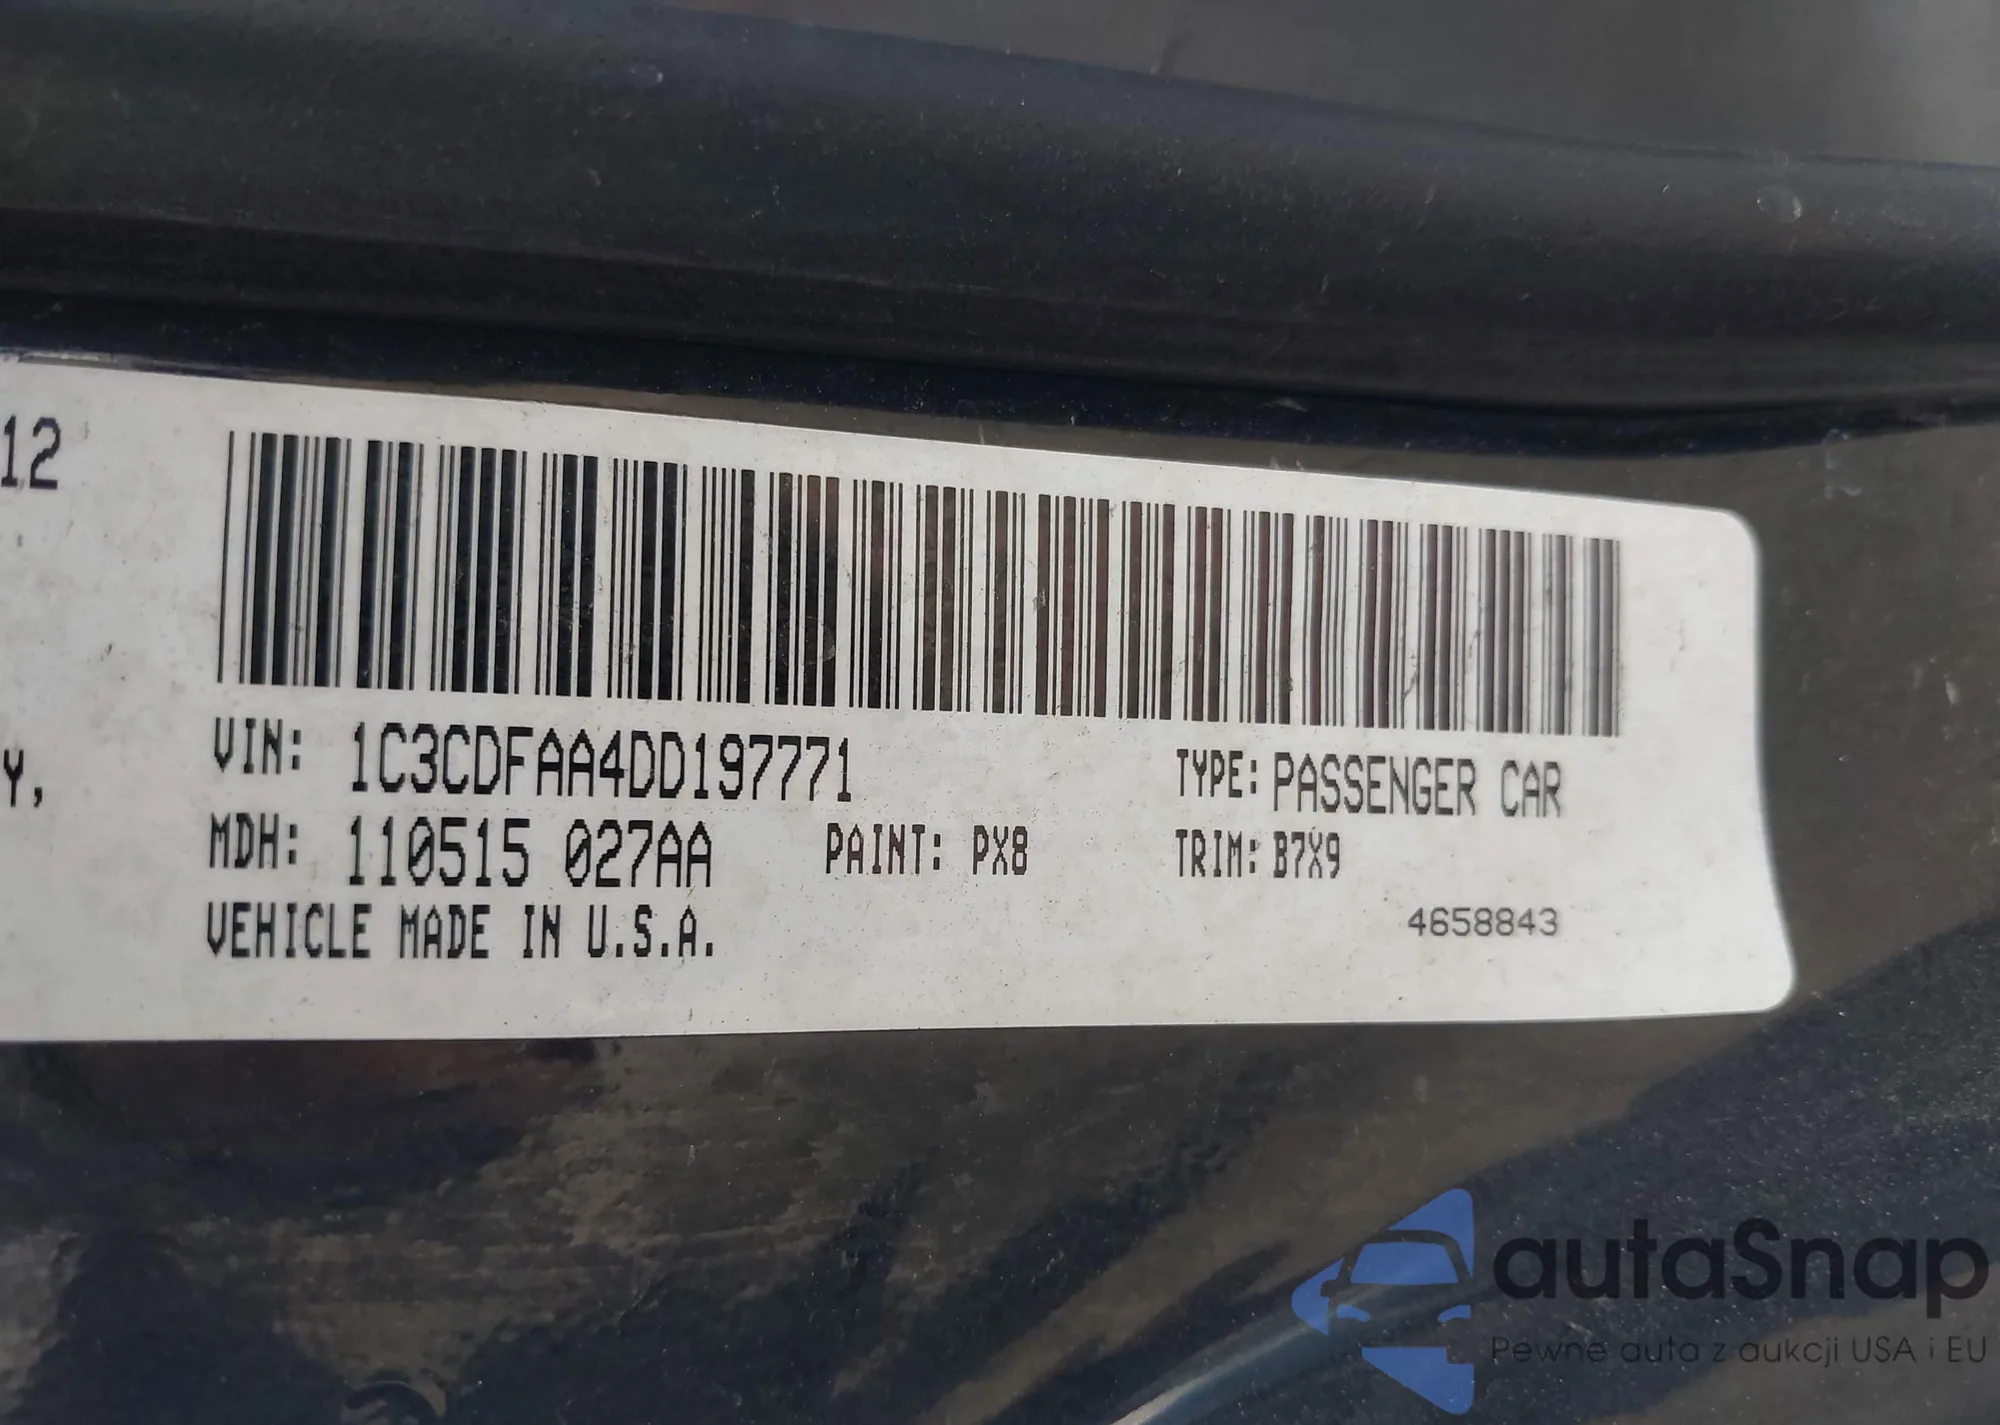 12
Y,
VIN: 1C3CDFAA4DD197771 TYPE: PASSENGER CAR
MDH: 110515 027AA PAINT: PX8 TRIM: B7X9
VEHICLE MADE IN U.S.A. 4658843
autaSnap
Pewne auta z aukcji USA i EU